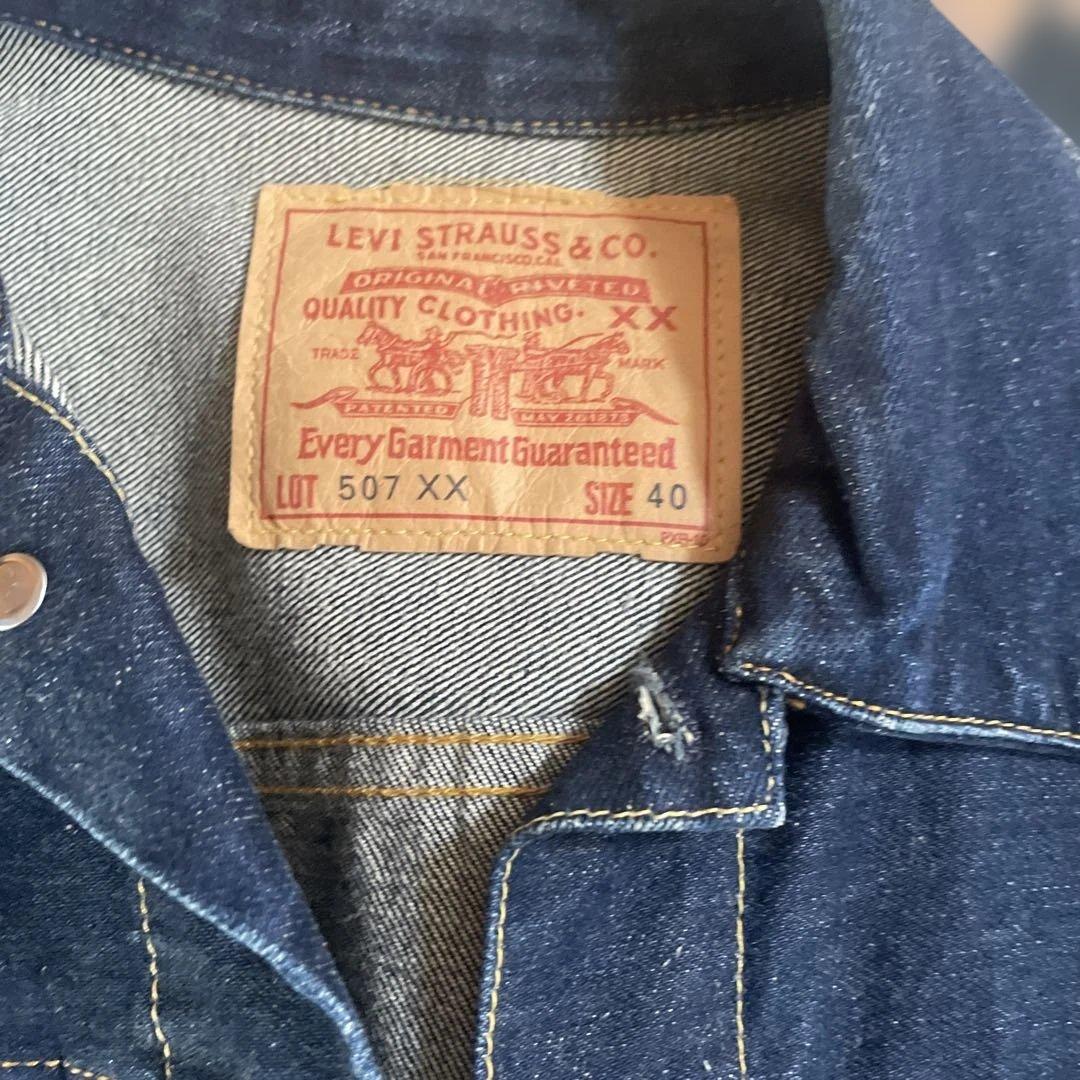 LEVI STRAUSS & CO.
SAN FRANCISCO, CAL.
ORIGINAL RIVETED
QUALITY CLOTHING. XX
TRADE MARK
PATENTED MAY 20 1873
Every Garment Guaranteed
LOT 507 XX SIZE 40